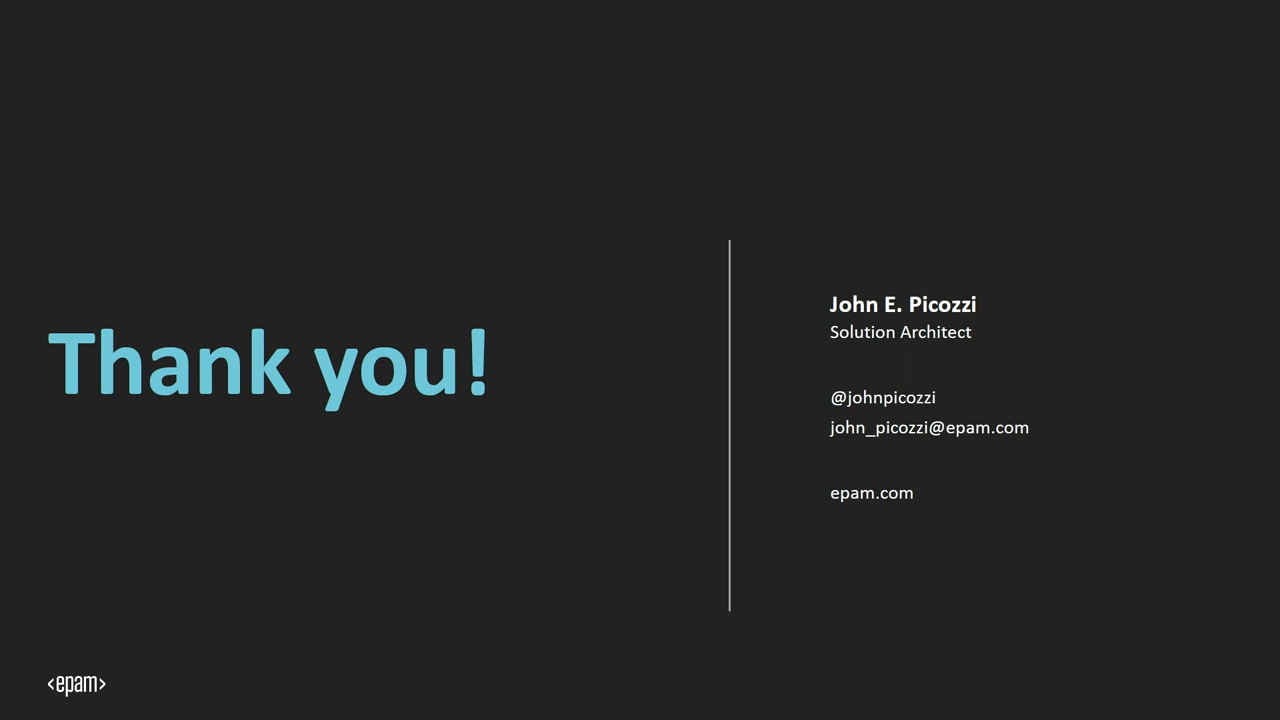 Thank you!
John E. Picozzi
Solution Architect
@johnpicozzi
john_picozzi@epam.com
epam.com
<epam>